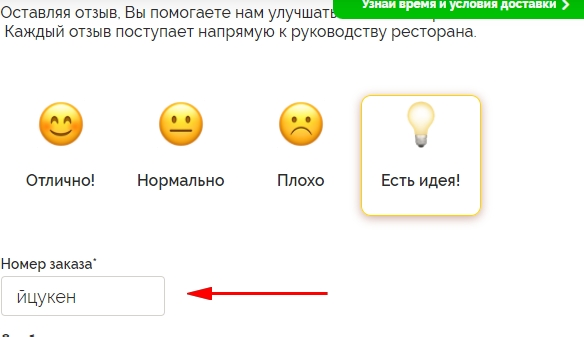 Узнай время и условия доставки
Оставляя отзыв, Вы помогаете нам улучшать
Каждый отзыв поступает напрямую к руководству ресторана.
Отлично!
Нормально
Плохо
Есть идея!
Номер заказа*
йцукен